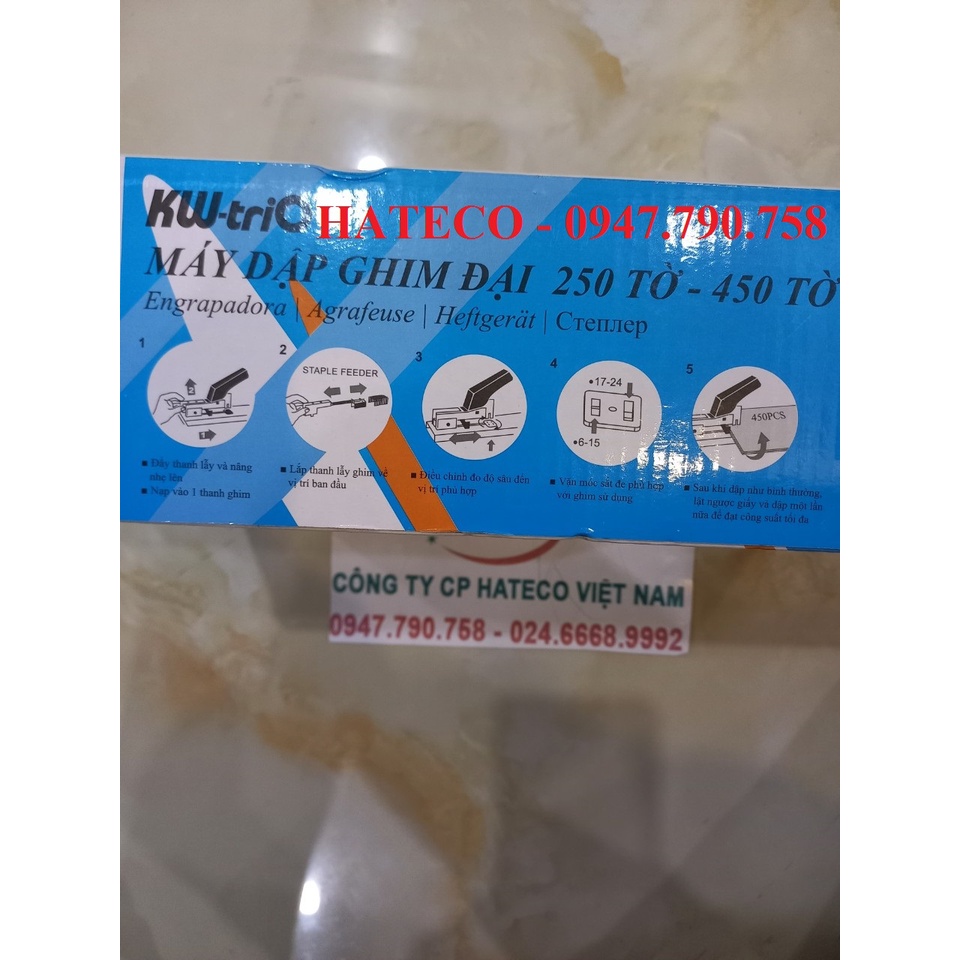 KW-triO HATECO - 0947.790.758
MÁY DẬP GHIM ĐẠI 250 TỜ - 450 TỜ
Engrapadora | Agrafeuse | Heftgerät | Степлер
1
2
3
4
5
2
1
STAPLE FEEDER
17-24
6-15
450PCS
■ Đẩy thanh lẫy và nâng
nhẹ lên
■ Nạp vào 1 thanh ghim
■ Lắp thanh lẫy ghim về
vị trí ban đầu
■ Điều chỉnh đo độ sâu đến
vị trí phù hợp
■ Vặn móc sắt đế phù hợp
với ghim sử dụng
■ Sau khi dập như bình thường,
lật ngược giấy và dập một lần
nữa để đạt công suất tối đa
CÔNG TY CP HATECO VIỆT NAM
0947.790.758 - 024.6668.9992